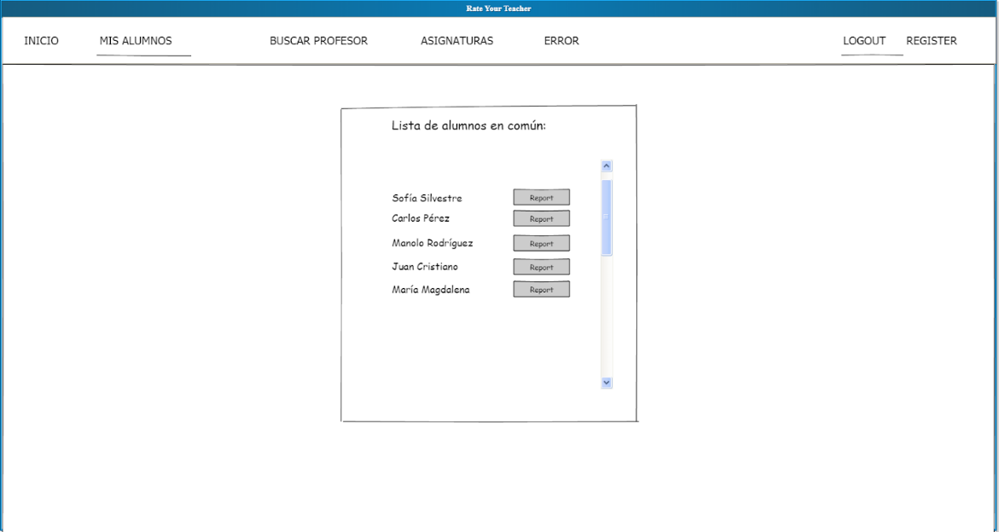 Rate Your Teacher
INICIO MIS ALUMNOS BUSCAR PROFESOR ASIGNATURAS ERROR LOGOUT REGISTER
Lista de alumnos en común:
Sofía Silvestre Report
Carlos Pérez Report
Manolo Rodríguez Report
Juan Cristiano Report
María Magdalena Report